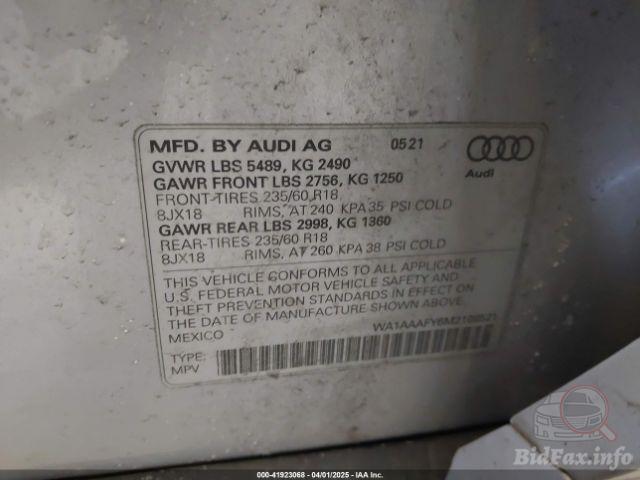 MFD. BY AUDI AG 0521
GVWR LBS 5489, KG 2490
GAWR FRONT LBS 2756, KG 1250
FRONT-TIRES 235/60 R18
8JX18 RIMS, AT 240 KPA 35 PSI COLD
GAWR REAR LBS 2998, KG 1360
REAR-TIRES 235/60 R18
8JX18 RIMS, AT 260 KPA 38 PSI COLD
Audi
THIS VEHICLE CONFORMS TO ALL APPLICABLE
U.S. FEDERAL MOTOR VEHICLE SAFETY AND
THEFT PREVENTION STANDARDS IN EFFECT ON
THE DATE OF MANUFACTURE SHOWN ABOVE.
MEXICO
TYPE:
MPV
BidFax.info
000-41923068 - 04/01/2025 - IAA Inc.